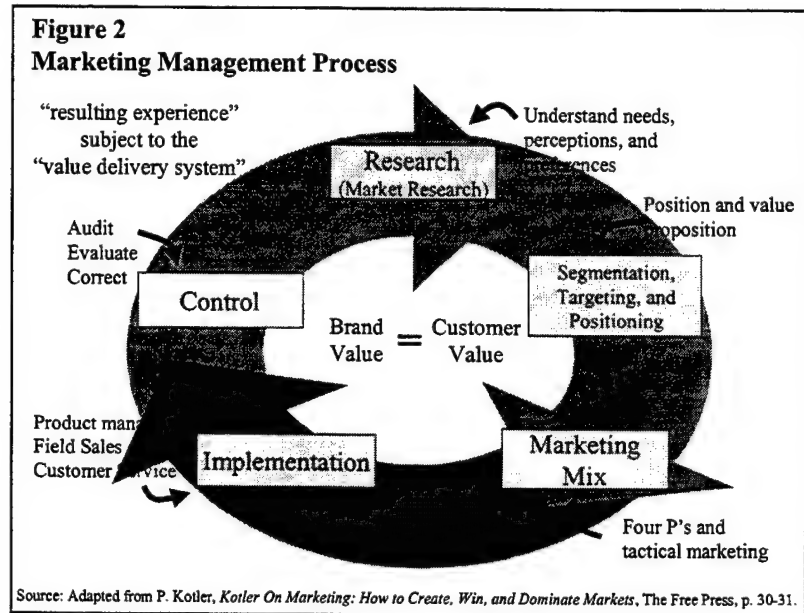 Figure 2
Marketing Management Process
“resulting experience”
subject to the
“value delivery system”
Understand needs,
perceptions, and
Research
(Market Research)
Position and value
Audit
Evaluate
Correct
Control
Segmentation,
Targeting, and
Positioning
Brand
Value
=
Customer
Value
Product
Field Sales
Customer Service
Implementation
Marketing
Mix
Four P's and
tactical marketing
Source: Adapted from P. Kotler, Kotler On Marketing: How to Create, Win, and Dominate Markets, The Free Press, p. 30-31.